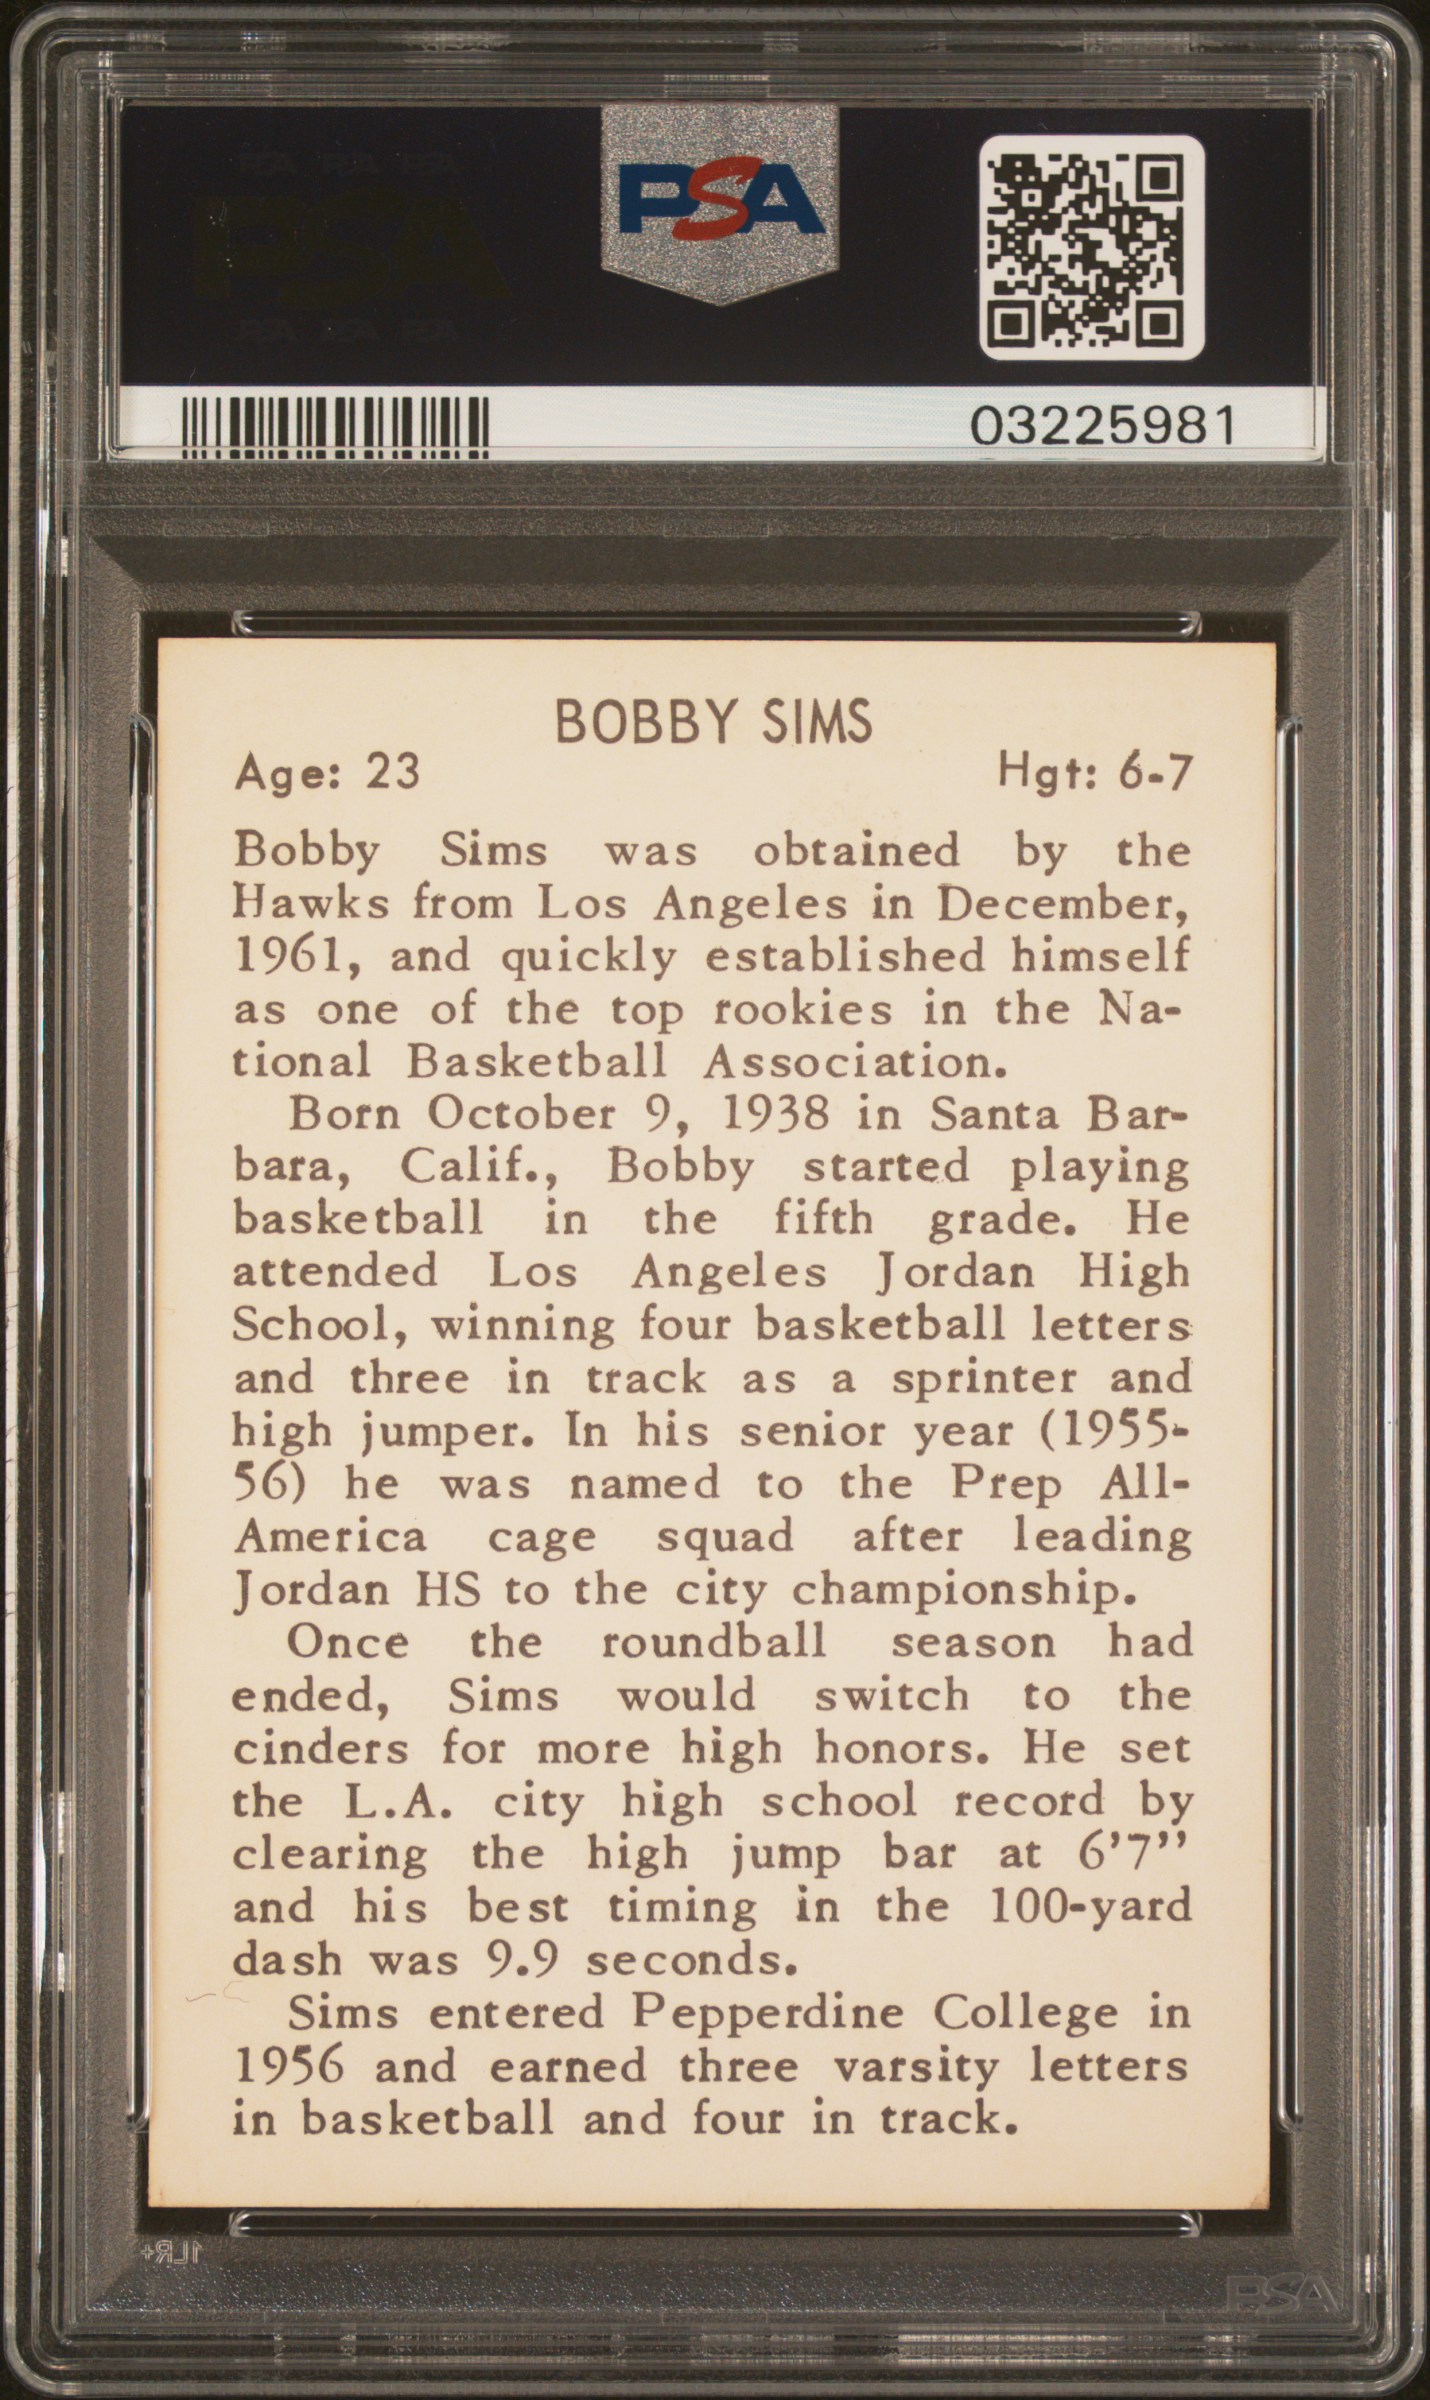 PSA
03225981
BOBBY SIMS
Age: 23 Hgt: 6-7
Bobby Sims was obtained by the
Hawks from Los Angeles in December,
1961, and quickly established himself
as one of the top rookies in the Na-
tional Basketball Association.
Born October 9, 1938 in Santa Bar-
bara, Calif., Bobby started playing
basketball in the fifth grade. He
attended Los Angeles Jordan High
School, winning four basketball letters
and three in track as a sprinter and
high jumper. In his senior year (1955-
56) he was named to the Prep All-
America cage squad after leading
Jordan HS to the city championship.
Once the roundball season had
ended, Sims would switch to the
cinders for more high honors. He set
the L.A. city high school record by
clearing the high jump bar at 6’7’’
and his best timing in the 100-yard
dash was 9.9 seconds.
Sims entered Pepperdine College in
1956 and earned three varsity letters
in basketball and four in track.
1LR+
PSA